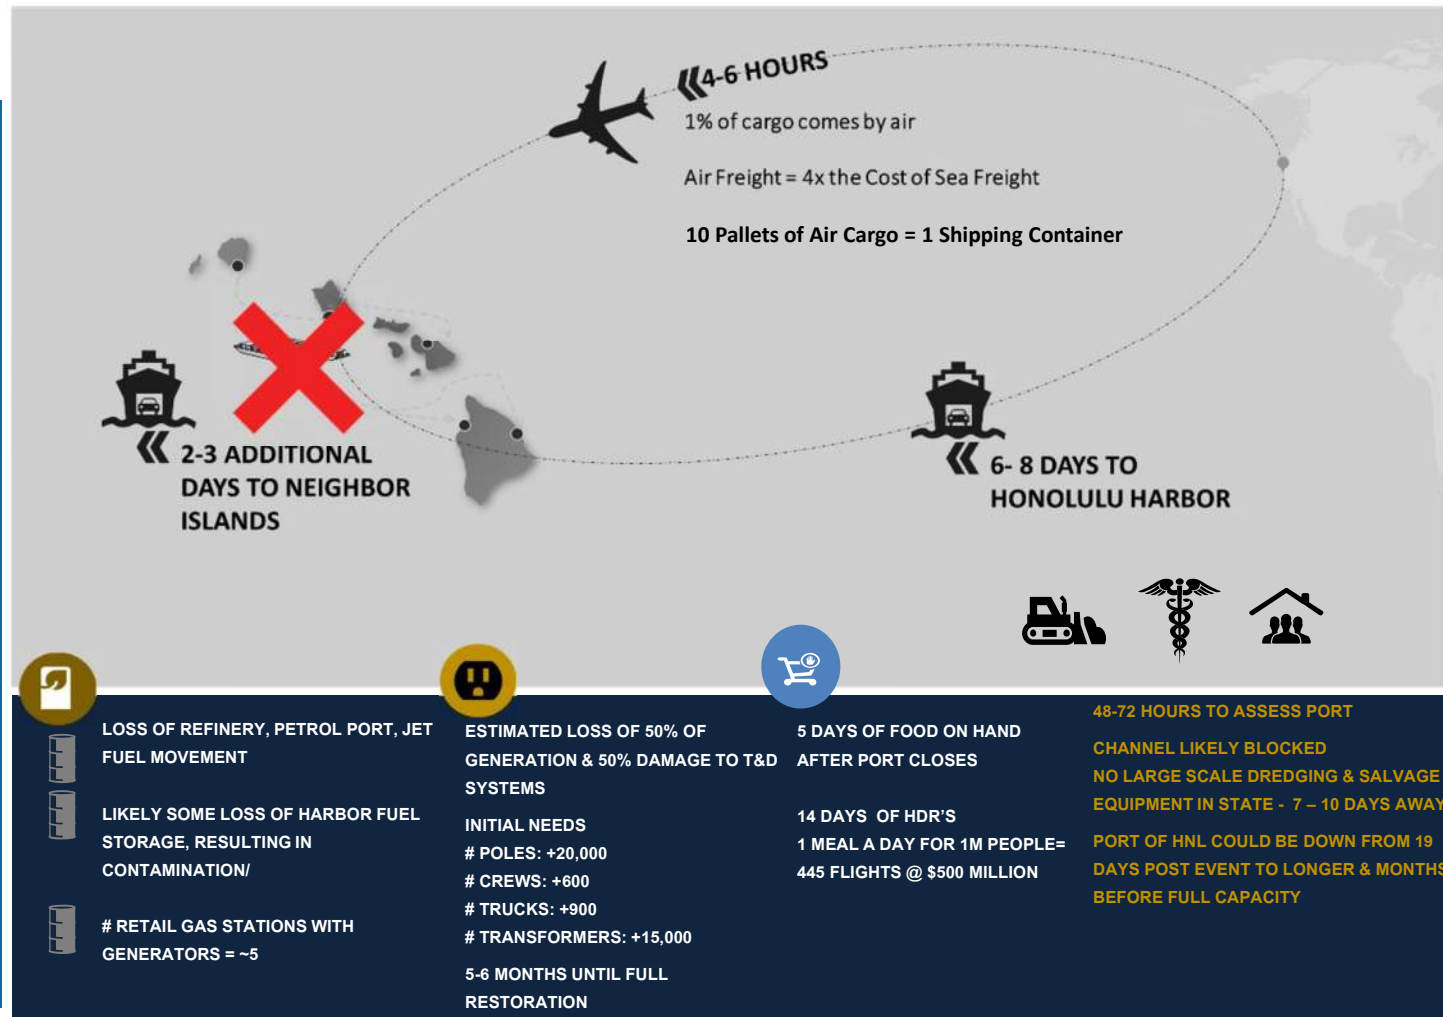 4-6 HOURS
1% of cargo comes by air
Air Freight = 4x the Cost of Sea Freight
10 Pallets of Air Cargo = 1 Shipping Container
2-3 ADDITIONAL
DAYS TO NEIGHBOR
ISLANDS
6- 8 DAYS TO
HONOLULU HARBOR
LOSS OF REFINERY, PETROL PORT, JET
FUEL MOVEMENT
LIKELY SOME LOSS OF HARBOR FUEL
STORAGE, RESULTING IN
CONTAMINATION/
# RETAIL GAS STATIONS WITH
GENERATORS = ~5
ESTIMATED LOSS OF 50% OF
GENERATION & 50% DAMAGE TO T&D
SYSTEMS
INITIAL NEEDS
# POLES: +20,000
# CREWS: +600
# TRUCKS: +900
# TRANSFORMERS: +15,000
5-6 MONTHS UNTIL FULL
RESTORATION
5 DAYS OF FOOD ON HAND
AFTER PORT CLOSES
14 DAYS OF HDR'S
1 MEAL A DAY FOR 1M PEOPLE=
445 FLIGHTS @ $500 MILLION
48-72 HOURS TO ASSESS PORT
CHANNEL LIKELY BLOCKED
NO LARGE SCALE DREDGING & SALVAGE
EQUIPMENT IN STATE - 7 – 10 DAYS AWAY
PORT OF HNL COULD BE DOWN FROM 19
DAYS POST EVENT TO LONGER & MONTHS
BEFORE FULL CAPACITY